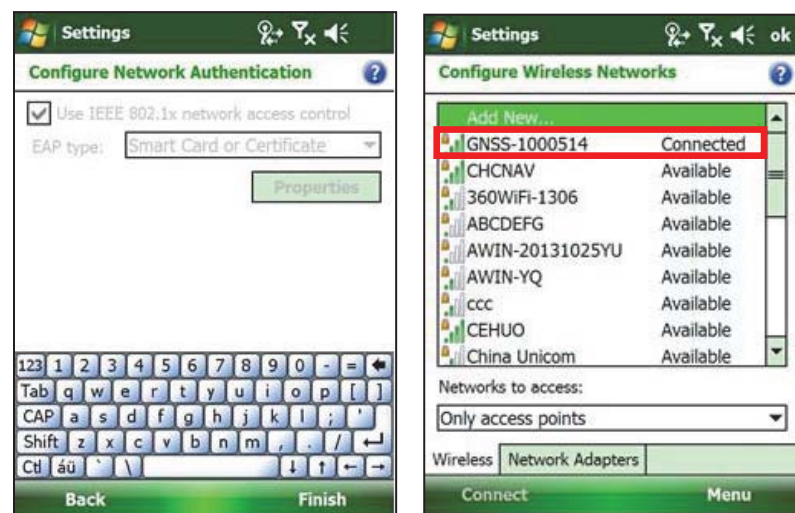 Settings
Configure Network Authentication
Use IEEE 802.1x network access control
EAP type: Smart Card or Certificate
Properties
123 1 2 3 4 5 6 7 8 9 0 - =
Tab q w e r t y u i o p [ ]
CAP a s d f g h j k l ; '
Shift z x c v b n m , . /
Ctl áü ` \
Back Finish
Settings ok
Configure Wireless Networks
Add New...
GNSS-1000514 Connected
CHCNAV Available
360WiFi-1306 Available
ABCDEFG Available
AWIN-20131025YU Available
AWIN-YQ Available
ccc Available
CEHUO Available
China Unicom Available
Networks to access:
Only access points
Wireless Network Adapters
Connect Menu